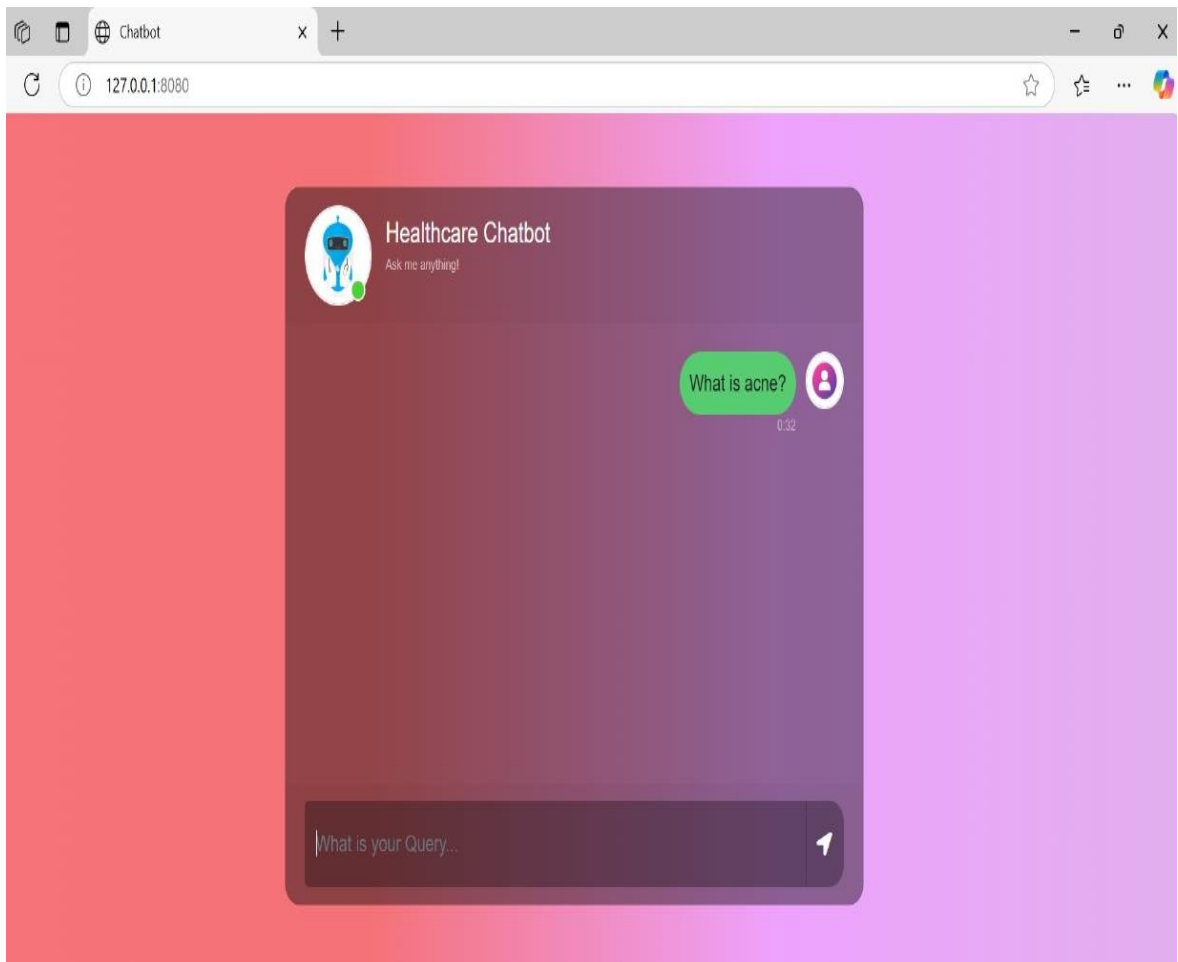 Chatbot
127.0.0.1:8080
Healthcare Chatbot
Ask me anything!
What is acne?
0:32
What is your Query...